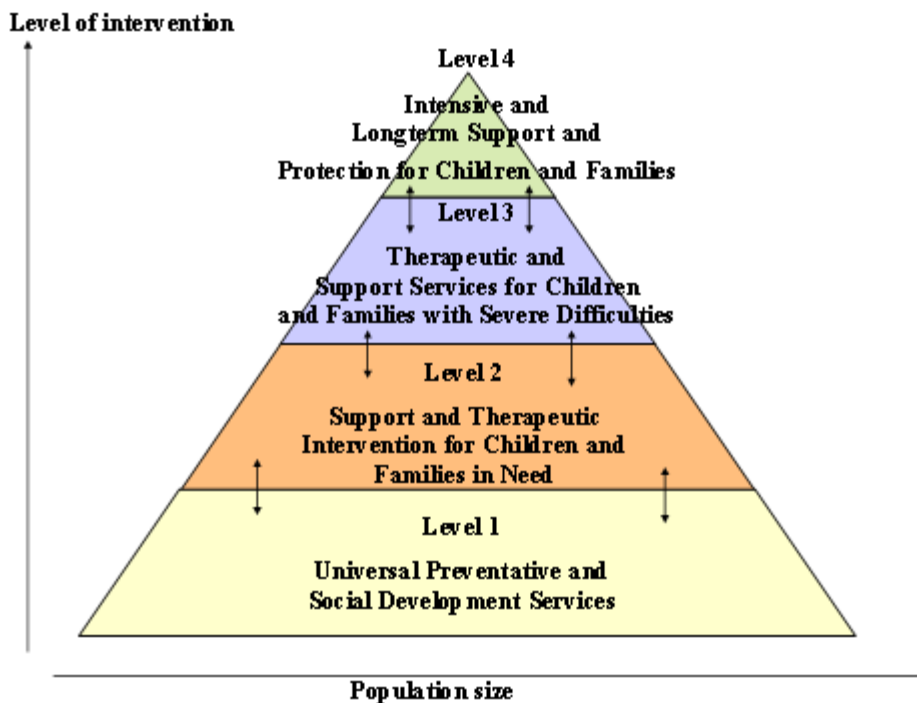 Level of intervention
Level 4
Intensive and
Longterm Support and
Protection for Children and Families
Level 3
Therapeutic and
Support Services for Children
and Families with Severe Difficulties
Level 2
Support and Therapeutic
Intervention for Children and
Families in Need
Level 1
Universal Preventative and
Social Development Services
Population size